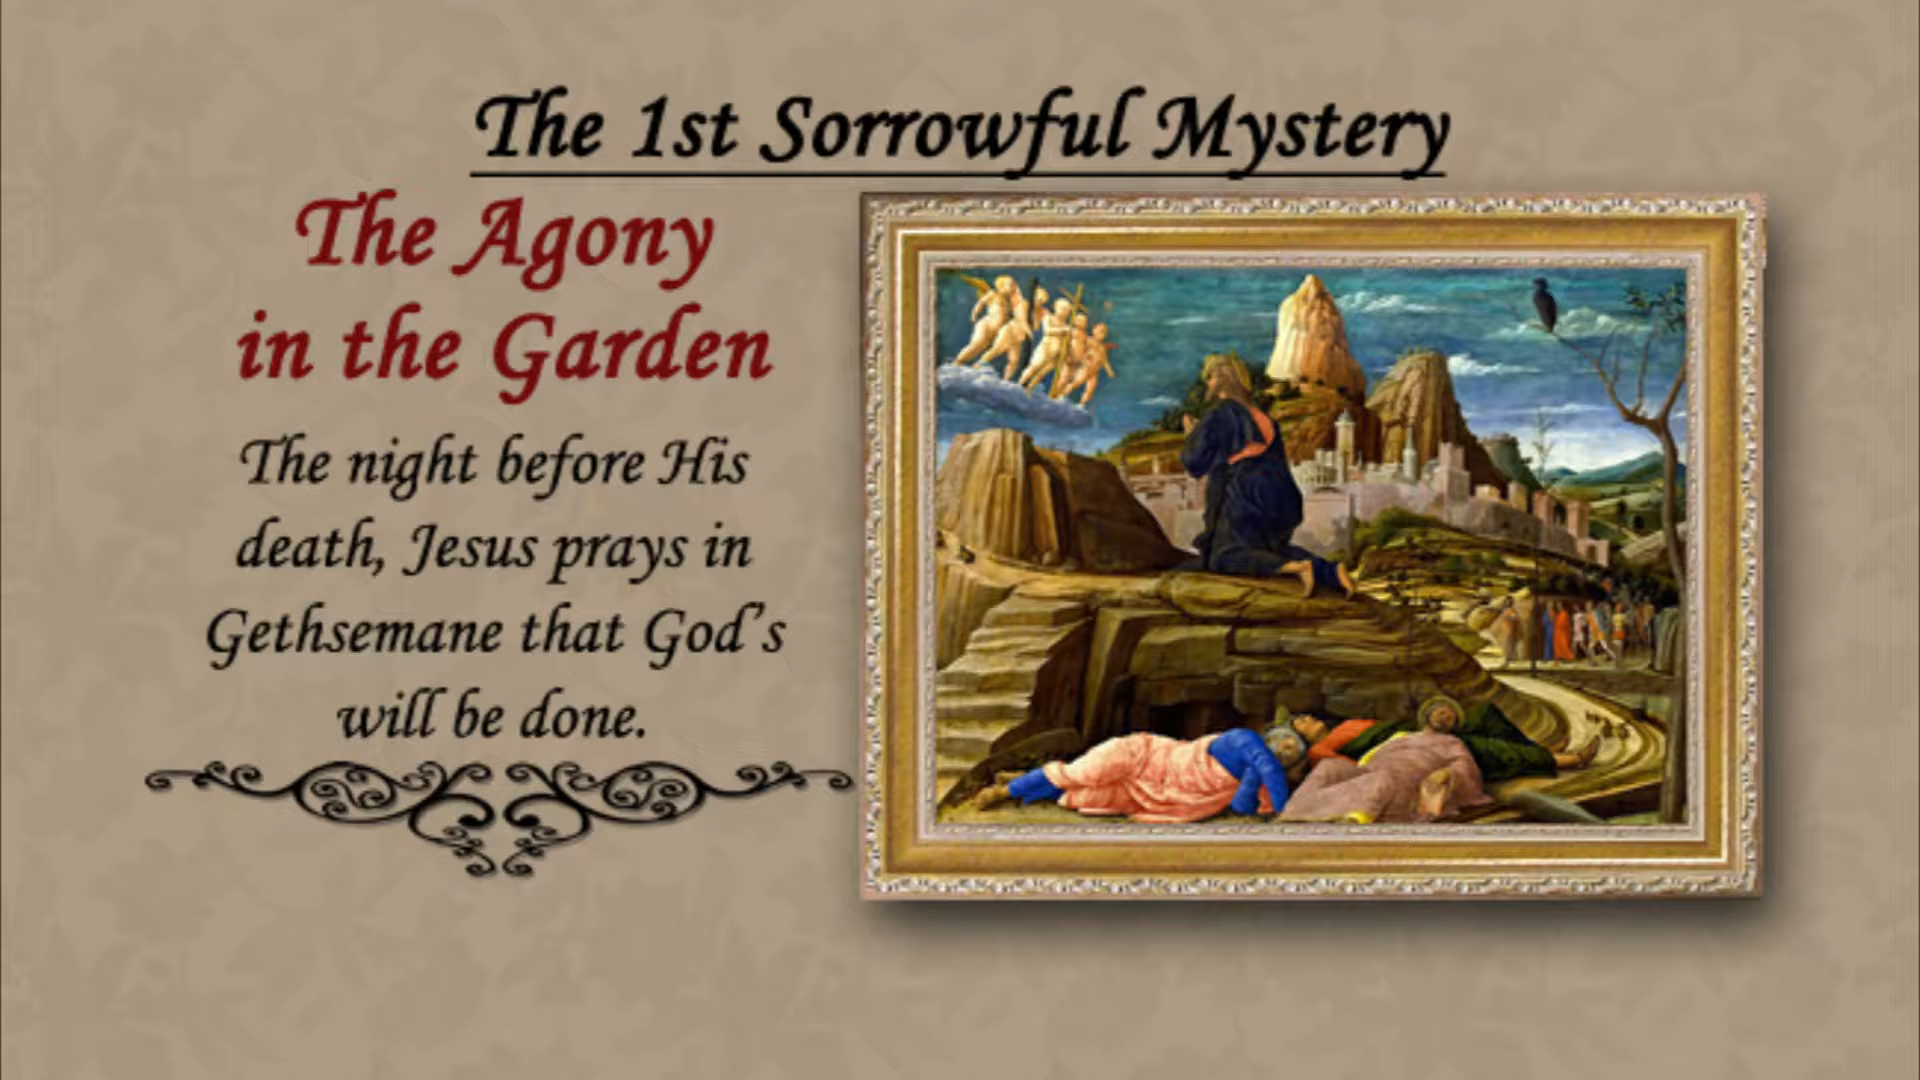 The 1st Sorrowful Mystery
The Agony
in the Garden
The night before His
death, Jesus prays in
Gethsemane that God's
will be done.